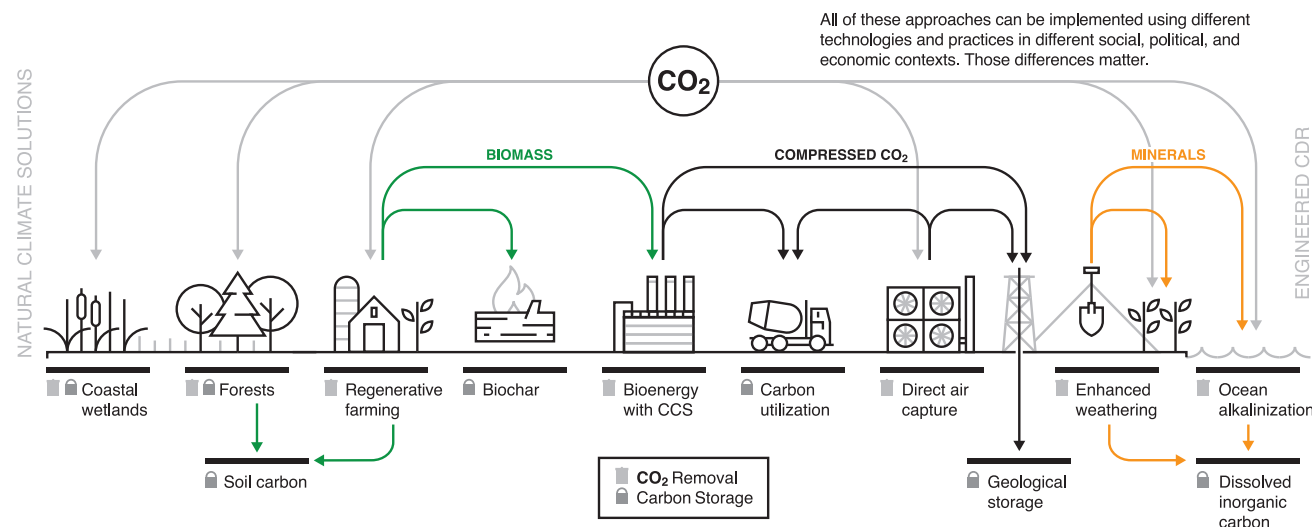 All of these approaches can be implemented using different
technologies and practices in different social, political, and
economic contexts. Those differences matter.
CO₂
NATURAL CLIMATE SOLUTIONS
ENGINEERED CDR
BIOMASS
COMPRESSED CO₂
MINERALS
Coastal
wetlands
Forests
Regenerative
farming
Biochar
Bioenergy
with CCS
Carbon
utilization
Direct air
capture
Enhanced
weathering
Ocean
alkalinization
Soil carbon
CO₂ Removal
Carbon Storage
Geological
storage
Dissolved
inorganic
carbon